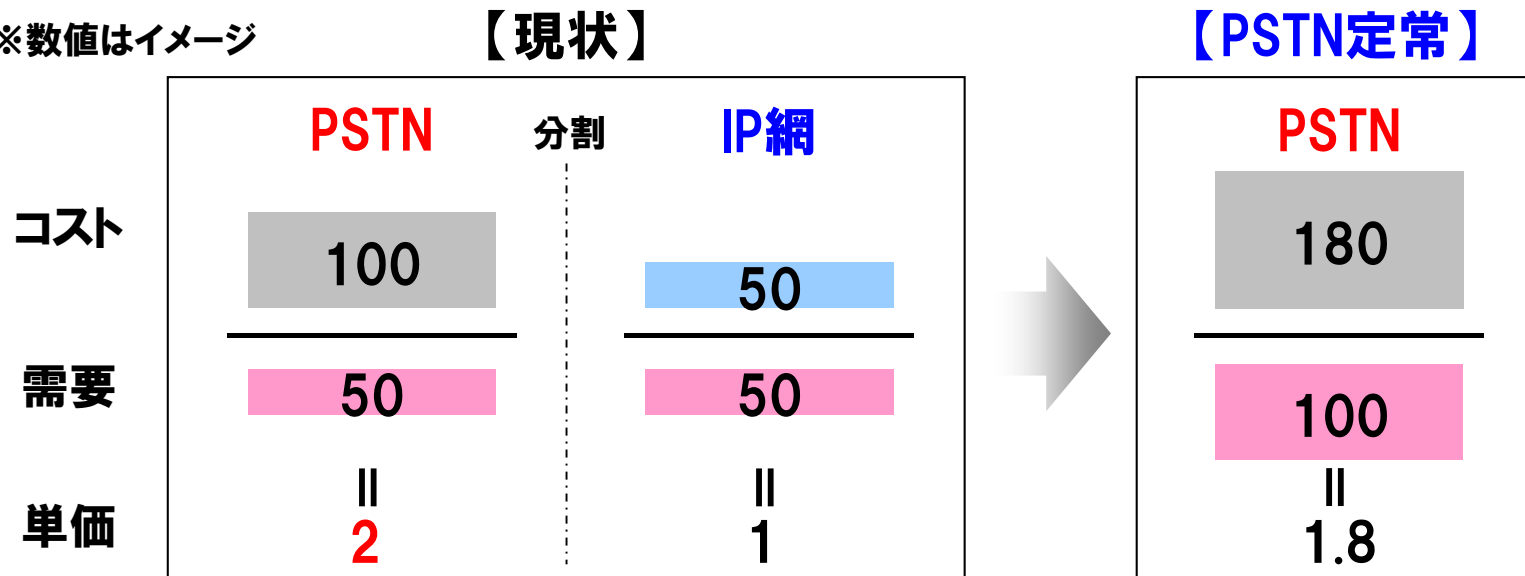 ※数値はイメージ 【現状】 【PSTN定常】
PSTN 分割 IP網 PSTN
コスト 100 50 180
需要 50 50 100
= = =
単価 2 1 1.8